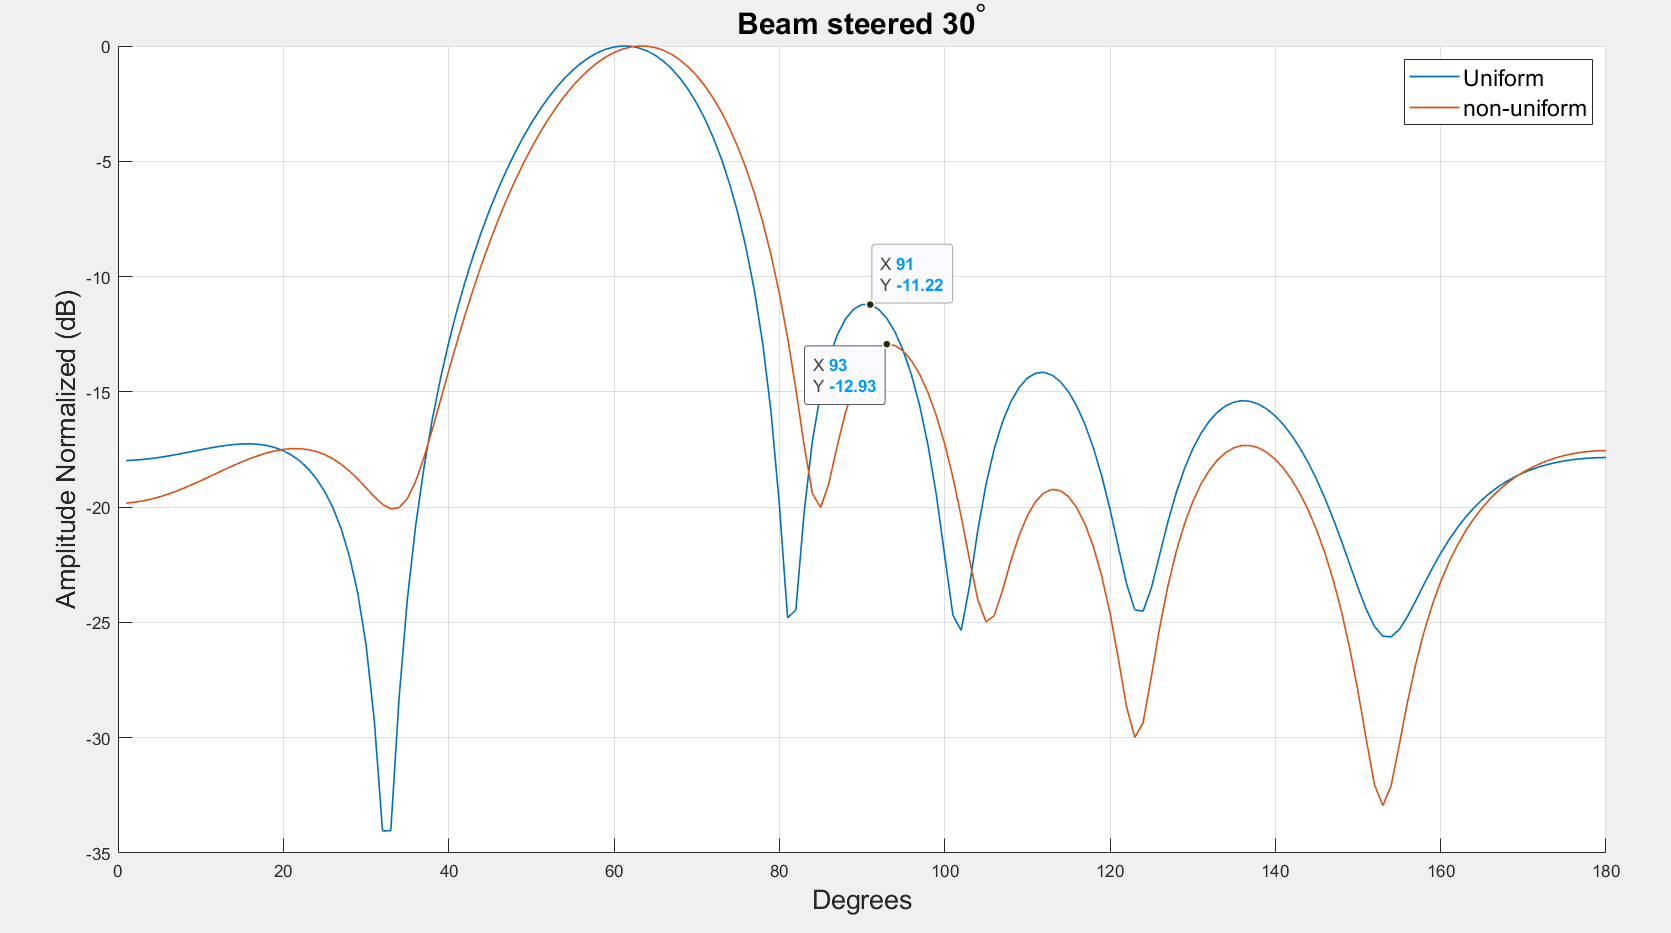 Beam steered 30°
Uniform
non-uniform
Amplitude Normalized (dB)
0
-5
-10
-15
-20
-25
-30
-35
X 91
Y -11.22
X 93
Y -12.93
0 20 40 60 80 100 120 140 160 180
Degrees